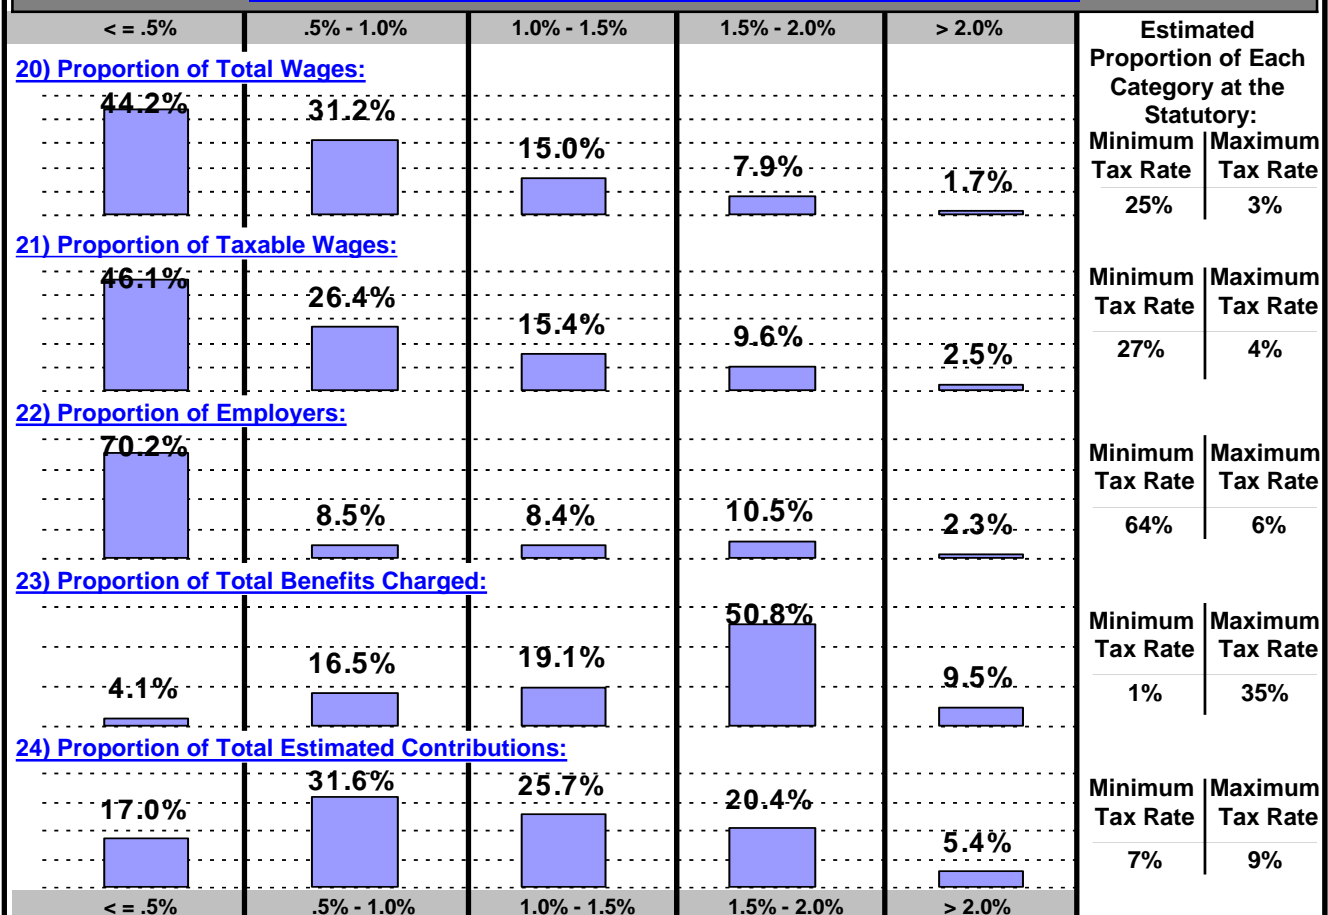 < = .5% .5% - 1.0% 1.0% - 1.5% 1.5% - 2.0% > 2.0%
Estimated
Proportion of Each
Category at the
Statutory:
20) Proportion of Total Wages:
44.2% 31.2% 15.0% 7.9% 1.7%
Minimum Maximum
Tax Rate Tax Rate
25% 3%
21) Proportion of Taxable Wages:
46.1% 26.4% 15.4% 9.6% 2.5%
Minimum Maximum
Tax Rate Tax Rate
27% 4%
22) Proportion of Employers:
70.2% 8.5% 8.4% 10.5% 2.3%
Minimum Maximum
Tax Rate Tax Rate
64% 6%
23) Proportion of Total Benefits Charged:
4.1% 16.5% 19.1% 50.8% 9.5%
Minimum Maximum
Tax Rate Tax Rate
1% 35%
24) Proportion of Total Estimated Contributions:
17.0% 31.6% 25.7% 20.4% 5.4%
Minimum Maximum
Tax Rate Tax Rate
7% 9%
< = .5% .5% - 1.0% 1.0% - 1.5% 1.5% - 2.0% > 2.0%